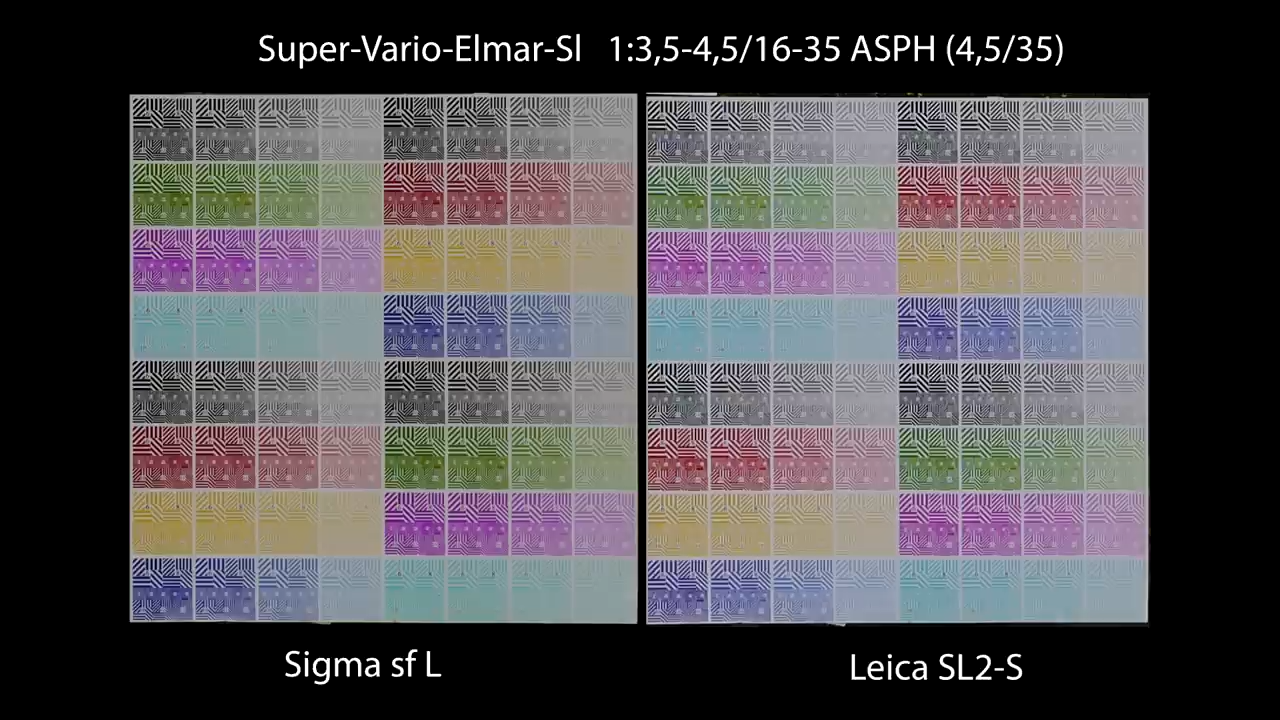 Super-Vario-Elmar-Sl 1:3,5-4,5/16-35 ASPH (4,5/35)
Sigma sf L
Leica SL2-S